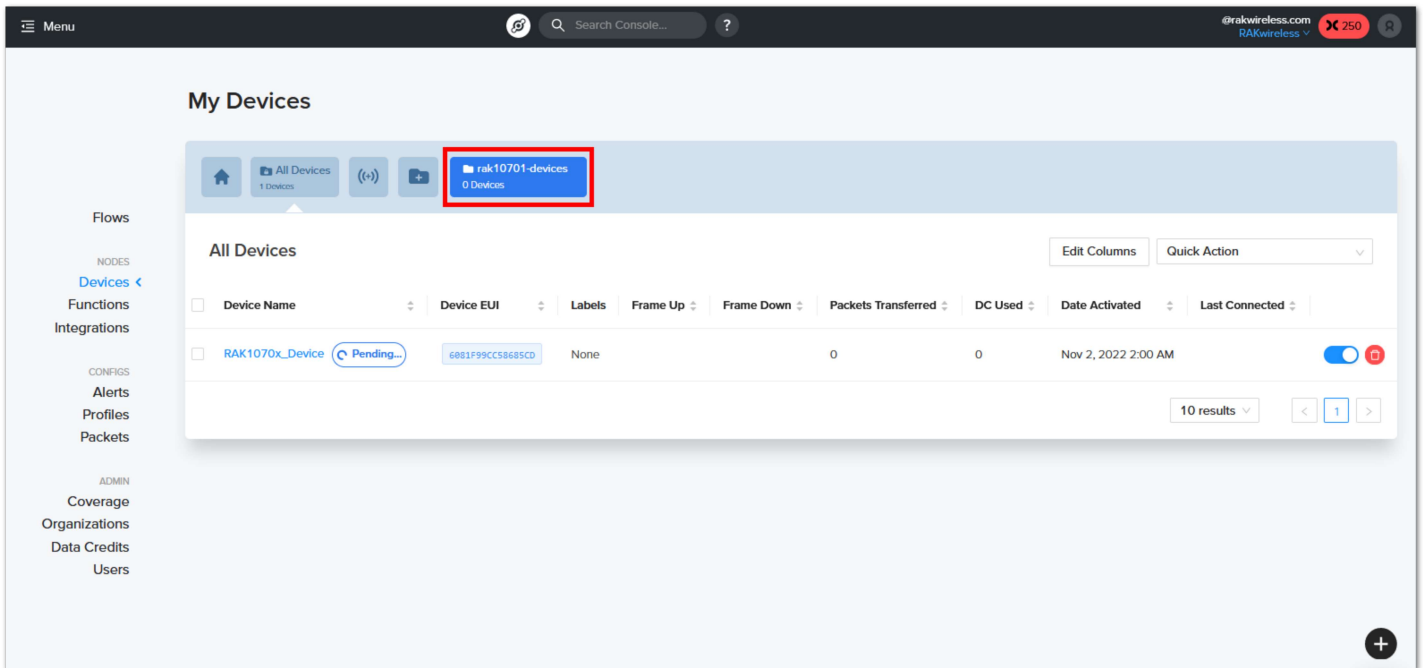 Menu
Search Console...
?
@rakwireless.com
RAKwireless
250
My Devices
All Devices
1 Devices
rak10701-devices
0 Devices
Flows
NODES
Devices
Functions
Integrations
CONFIGS
Alerts
Profiles
Packets
ADMIN
Coverage
Organizations
Data Credits
Users
All Devices
Edit Columns
Quick Action
Device Name Device EUI Labels Frame Up Frame Down Packets Transferred DC Used Date Activated Last Connected
RAK1070x_Device Pending... 6081F99CC58685CD None 0 0 Nov 2, 2022 2:00 AM
10 results < 1 >
+